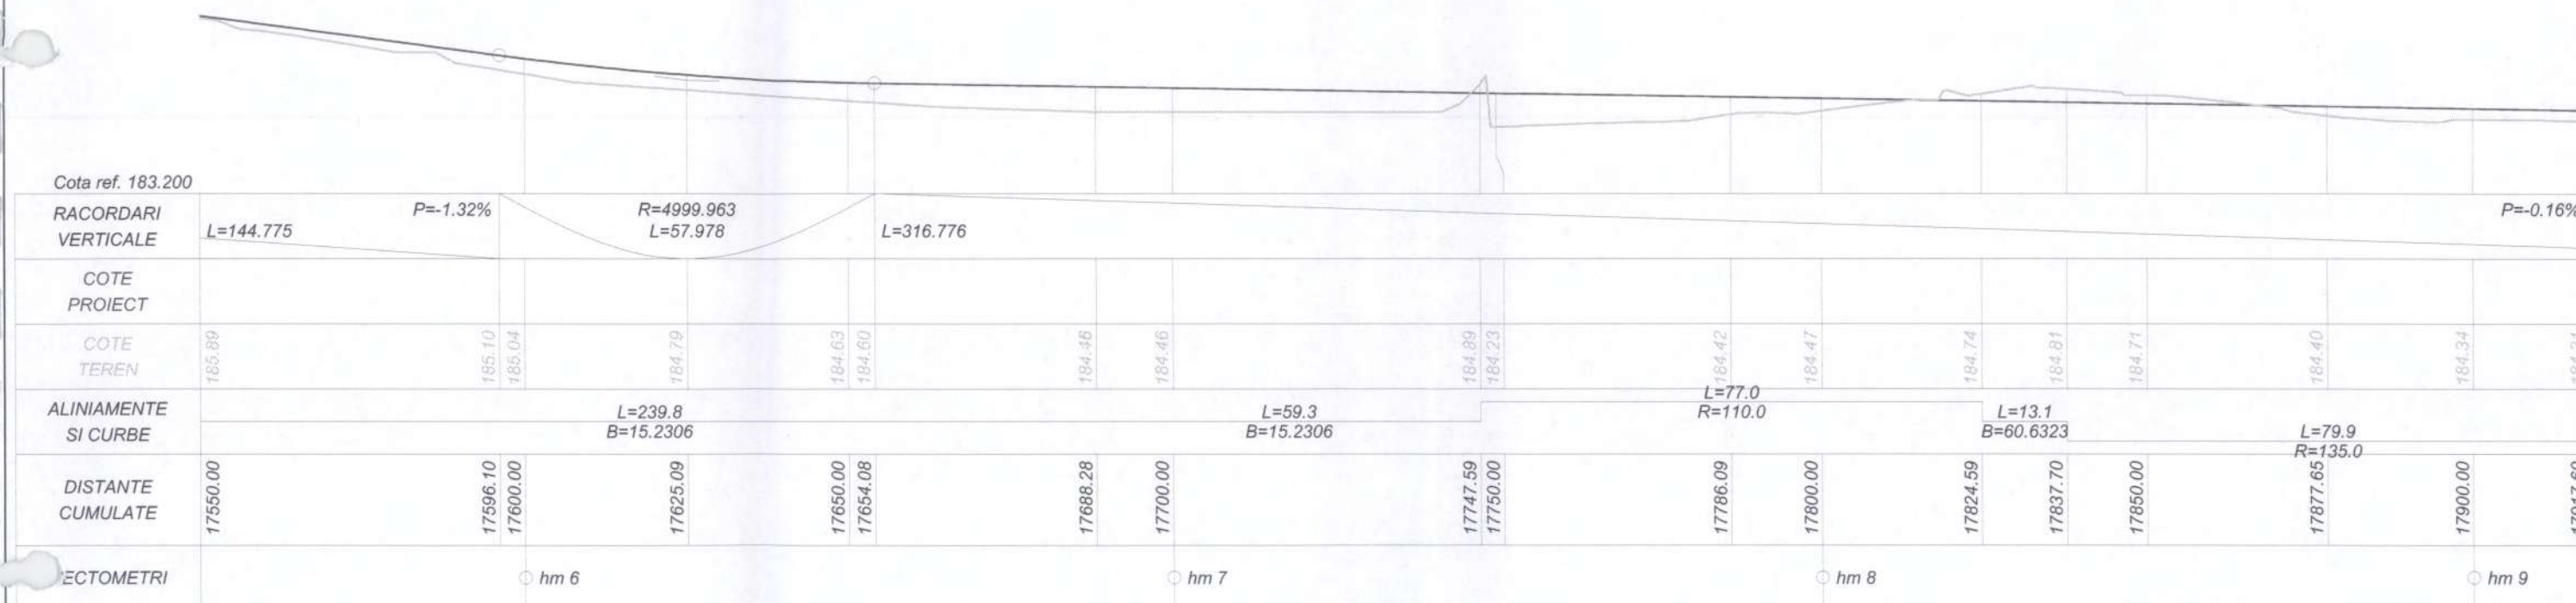 Cota ref. 183.200
RACORDARI
VERTICALE
L=144.775
P=-1.32%
R=4999.963
L=57.978
L=316.776
P=-0.16%
COTE
PROIECT
COTE
TEREN
185.89
185.10
185.04
184.79
184.63
184.60
184.46
184.46
184.89
184.23
184.42
184.47
184.74
184.81
184.71
184.40
184.34
ALINIAMENTE
SI CURBE
L=239.8
B=15.2306
L=59.3
B=15.2306
L=77.0
R=110.0
L=13.1
B=60.6323
L=79.9
R=135.0
DISTANTE
CUMULATE
17550.00
17596.10
17600.00
17625.09
17650.00
17654.08
17688.28
17700.00
17747.59
17750.00
17786.09
17800.00
17824.59
17837.70
17850.00
17877.65
17900.00
ECTOMETRI
hm 6
hm 7
hm 8
hm 9